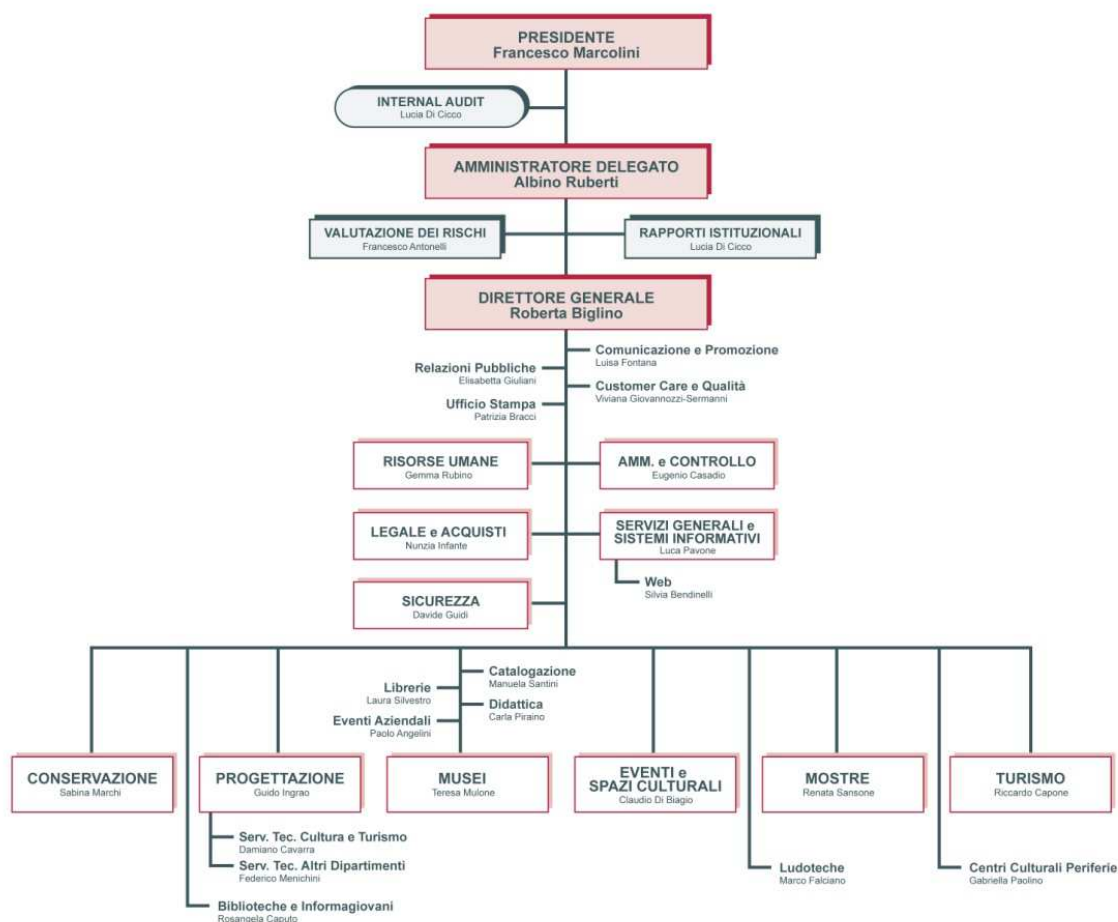 PRESIDENTE
Francesco Marcolini
INTERNAL AUDIT
Lucia Di Cicco
AMMINISTRATORE DELEGATO
Albino Ruberti
VALUTAZIONE DEI RISCHI
Francesco Antonelli
RAPPORTI ISTITUZIONALI
Lucia Di Cicco
DIRETTORE GENERALE
Roberta Biglino
Comunicazione e Promozione
Luisa Fontana
Relazioni Pubbliche
Elisabetta Giuliani
Customer Care e Qualità
Viviana Giovannozzi-Sermanni
Ufficio Stampa
Patrizia Bracci
RISORSE UMANE
Gemma Rubino
AMM. e CONTROLLO
Eugenio Casadio
LEGALE e ACQUISTI
Nunzia Infante
SERVIZI GENERALI e
SISTEMI INFORMATIVI
Luca Pavone
Web
Silvia Bendinelli
SICUREZZA
Davide Guidi
Catalogazione
Manuela Santini
Librerie
Laura Silvestro
Didattica
Carla Piraino
Eventi Aziendali
Paolo Angelini
CONSERVAZIONE
Sabina Marchi
PROGETTAZIONE
Guido Ingrao
MUSEI
Teresa Mulone
EVENTI e
SPAZI CULTURALI
Claudio Di Biagio
MOSTRE
Renata Sansone
TURISMO
Riccardo Capone
Serv. Tec. Cultura e Turismo
Damiano Cavarra
Serv. Tec. Altri Dipartimenti
Federico Menichini
Ludoteche
Marco Falciano
Centri Culturali Periferie
Gabriella Paolino
Biblioteche e Informagiovani
Rosangela Caputo